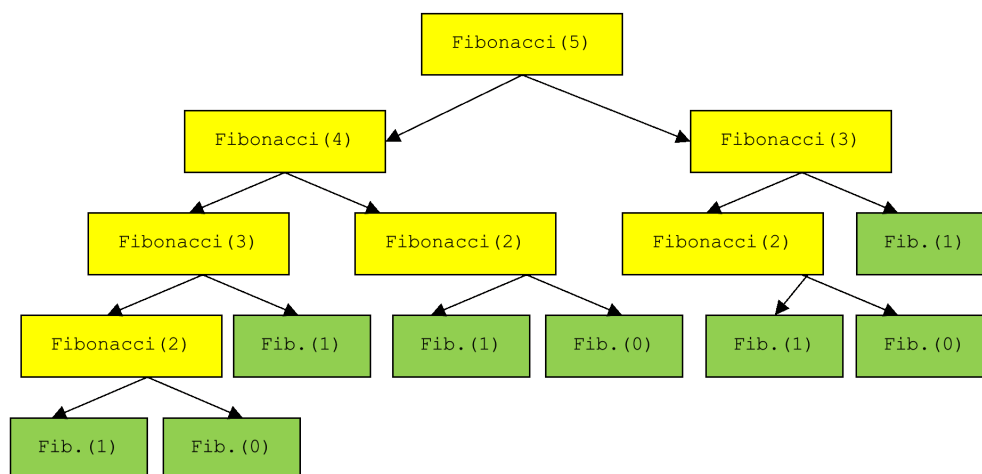 Fibonacci(5)
Fibonacci(4)
Fibonacci(3)
Fibonacci(3)
Fibonacci(2)
Fibonacci(2)
Fib.(1)
Fibonacci(2)
Fib.(1)
Fib.(1)
Fib.(0)
Fib.(1)
Fib.(0)
Fib.(1)
Fib.(0)